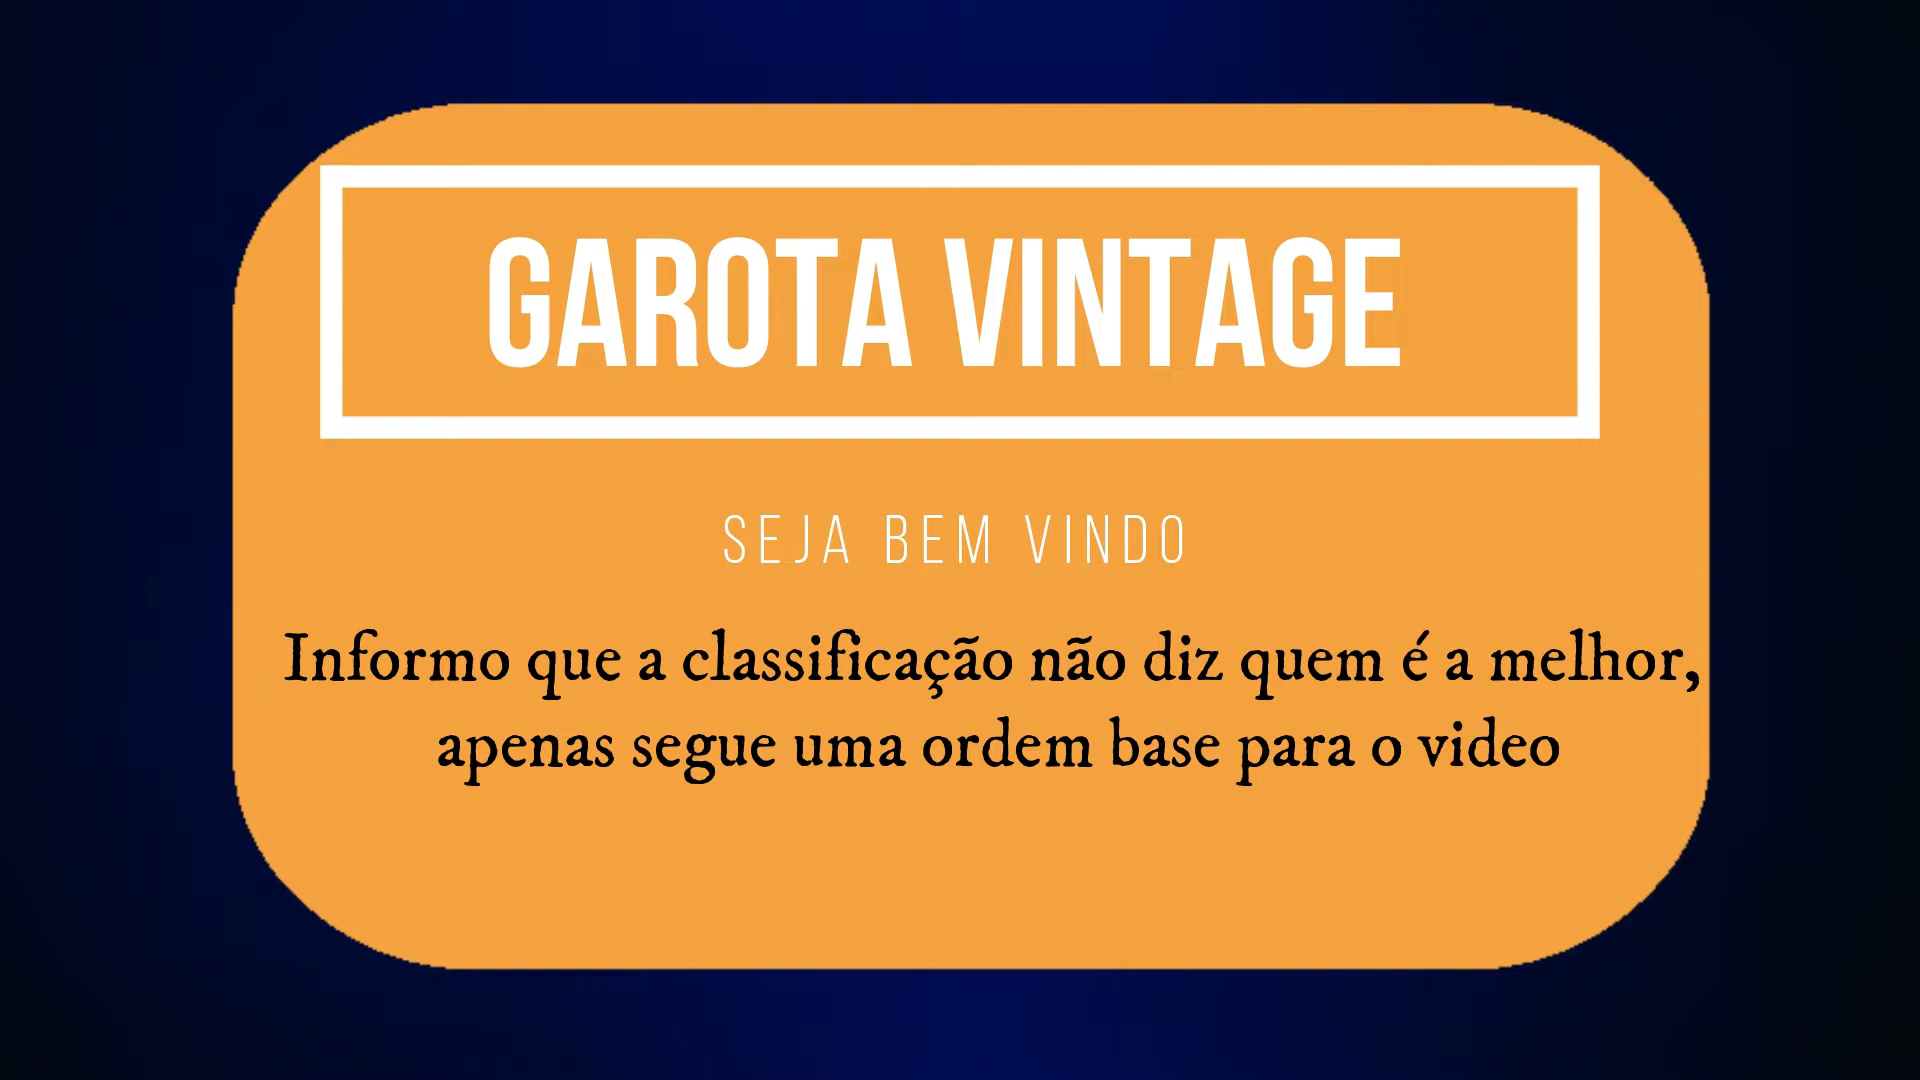 GAROTA VINTAGE
SEJA BEM VINDO
Informo que a classificação não diz quem é a melhor,
apenas segue uma ordem base para o video